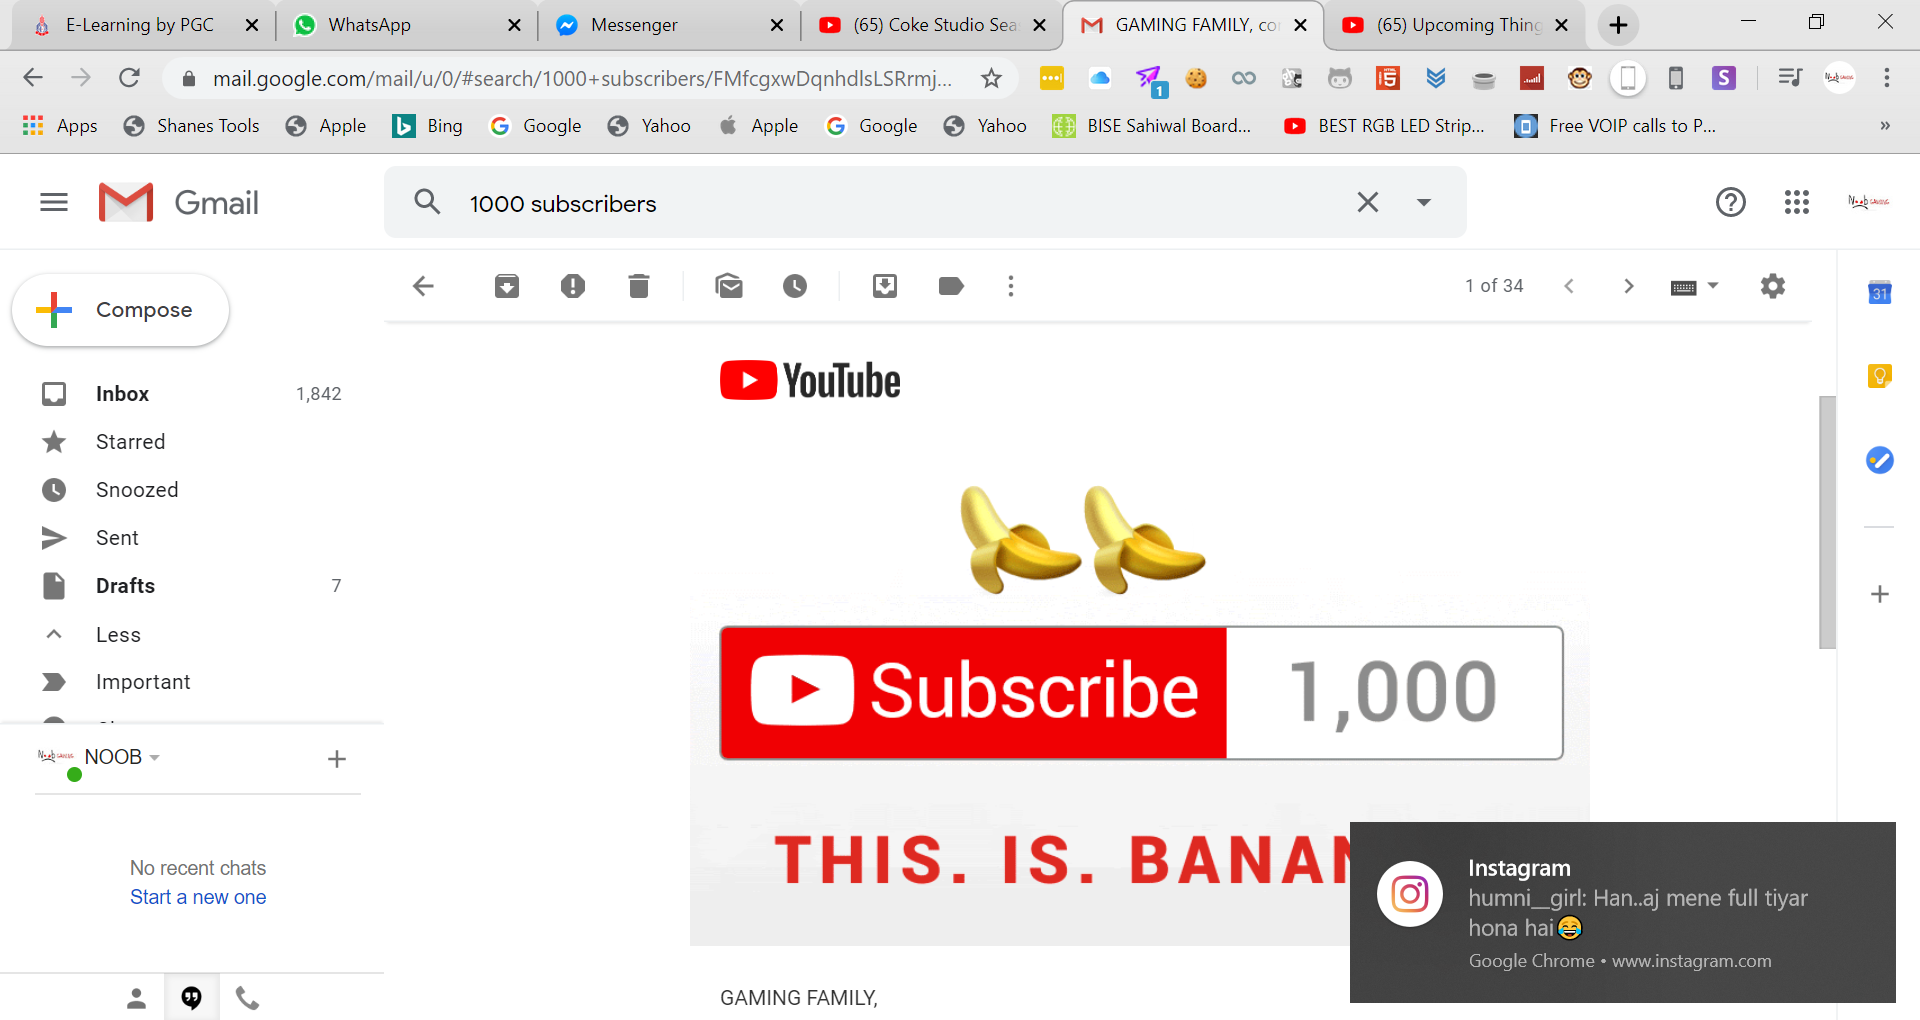 E-Learning by PGC
WhatsApp
Messenger
(65) Coke Studio Sea
GAMING FAMILY, co
(65) Upcoming Thing
mail.google.com/mail/u/0/#search/1000+subscribers/FMfcgxwDqnhdlsLSRrmj...
1
Apps
Shanes Tools
Apple
Bing
Google
Yahoo
Apple
Google
Yahoo
BISE Sahiwal Board...
BEST RGB LED Strip...
Free VOIP calls to P...
»
Gmail
1000 subscribers
Noob GAMING
Compose
1 of 34
31
Inbox 1,842
Starred
Snoozed
Sent
Drafts 7
Less
Important
NOOB
No recent chats
Start a new one
YouTube
Subscribe 1,000
THIS. IS. BANAN
GAMING FAMILY,
Instagram
humni__girl: Han..aj mene full tiyar
hona hai😂
Google Chrome • www.instagram.com